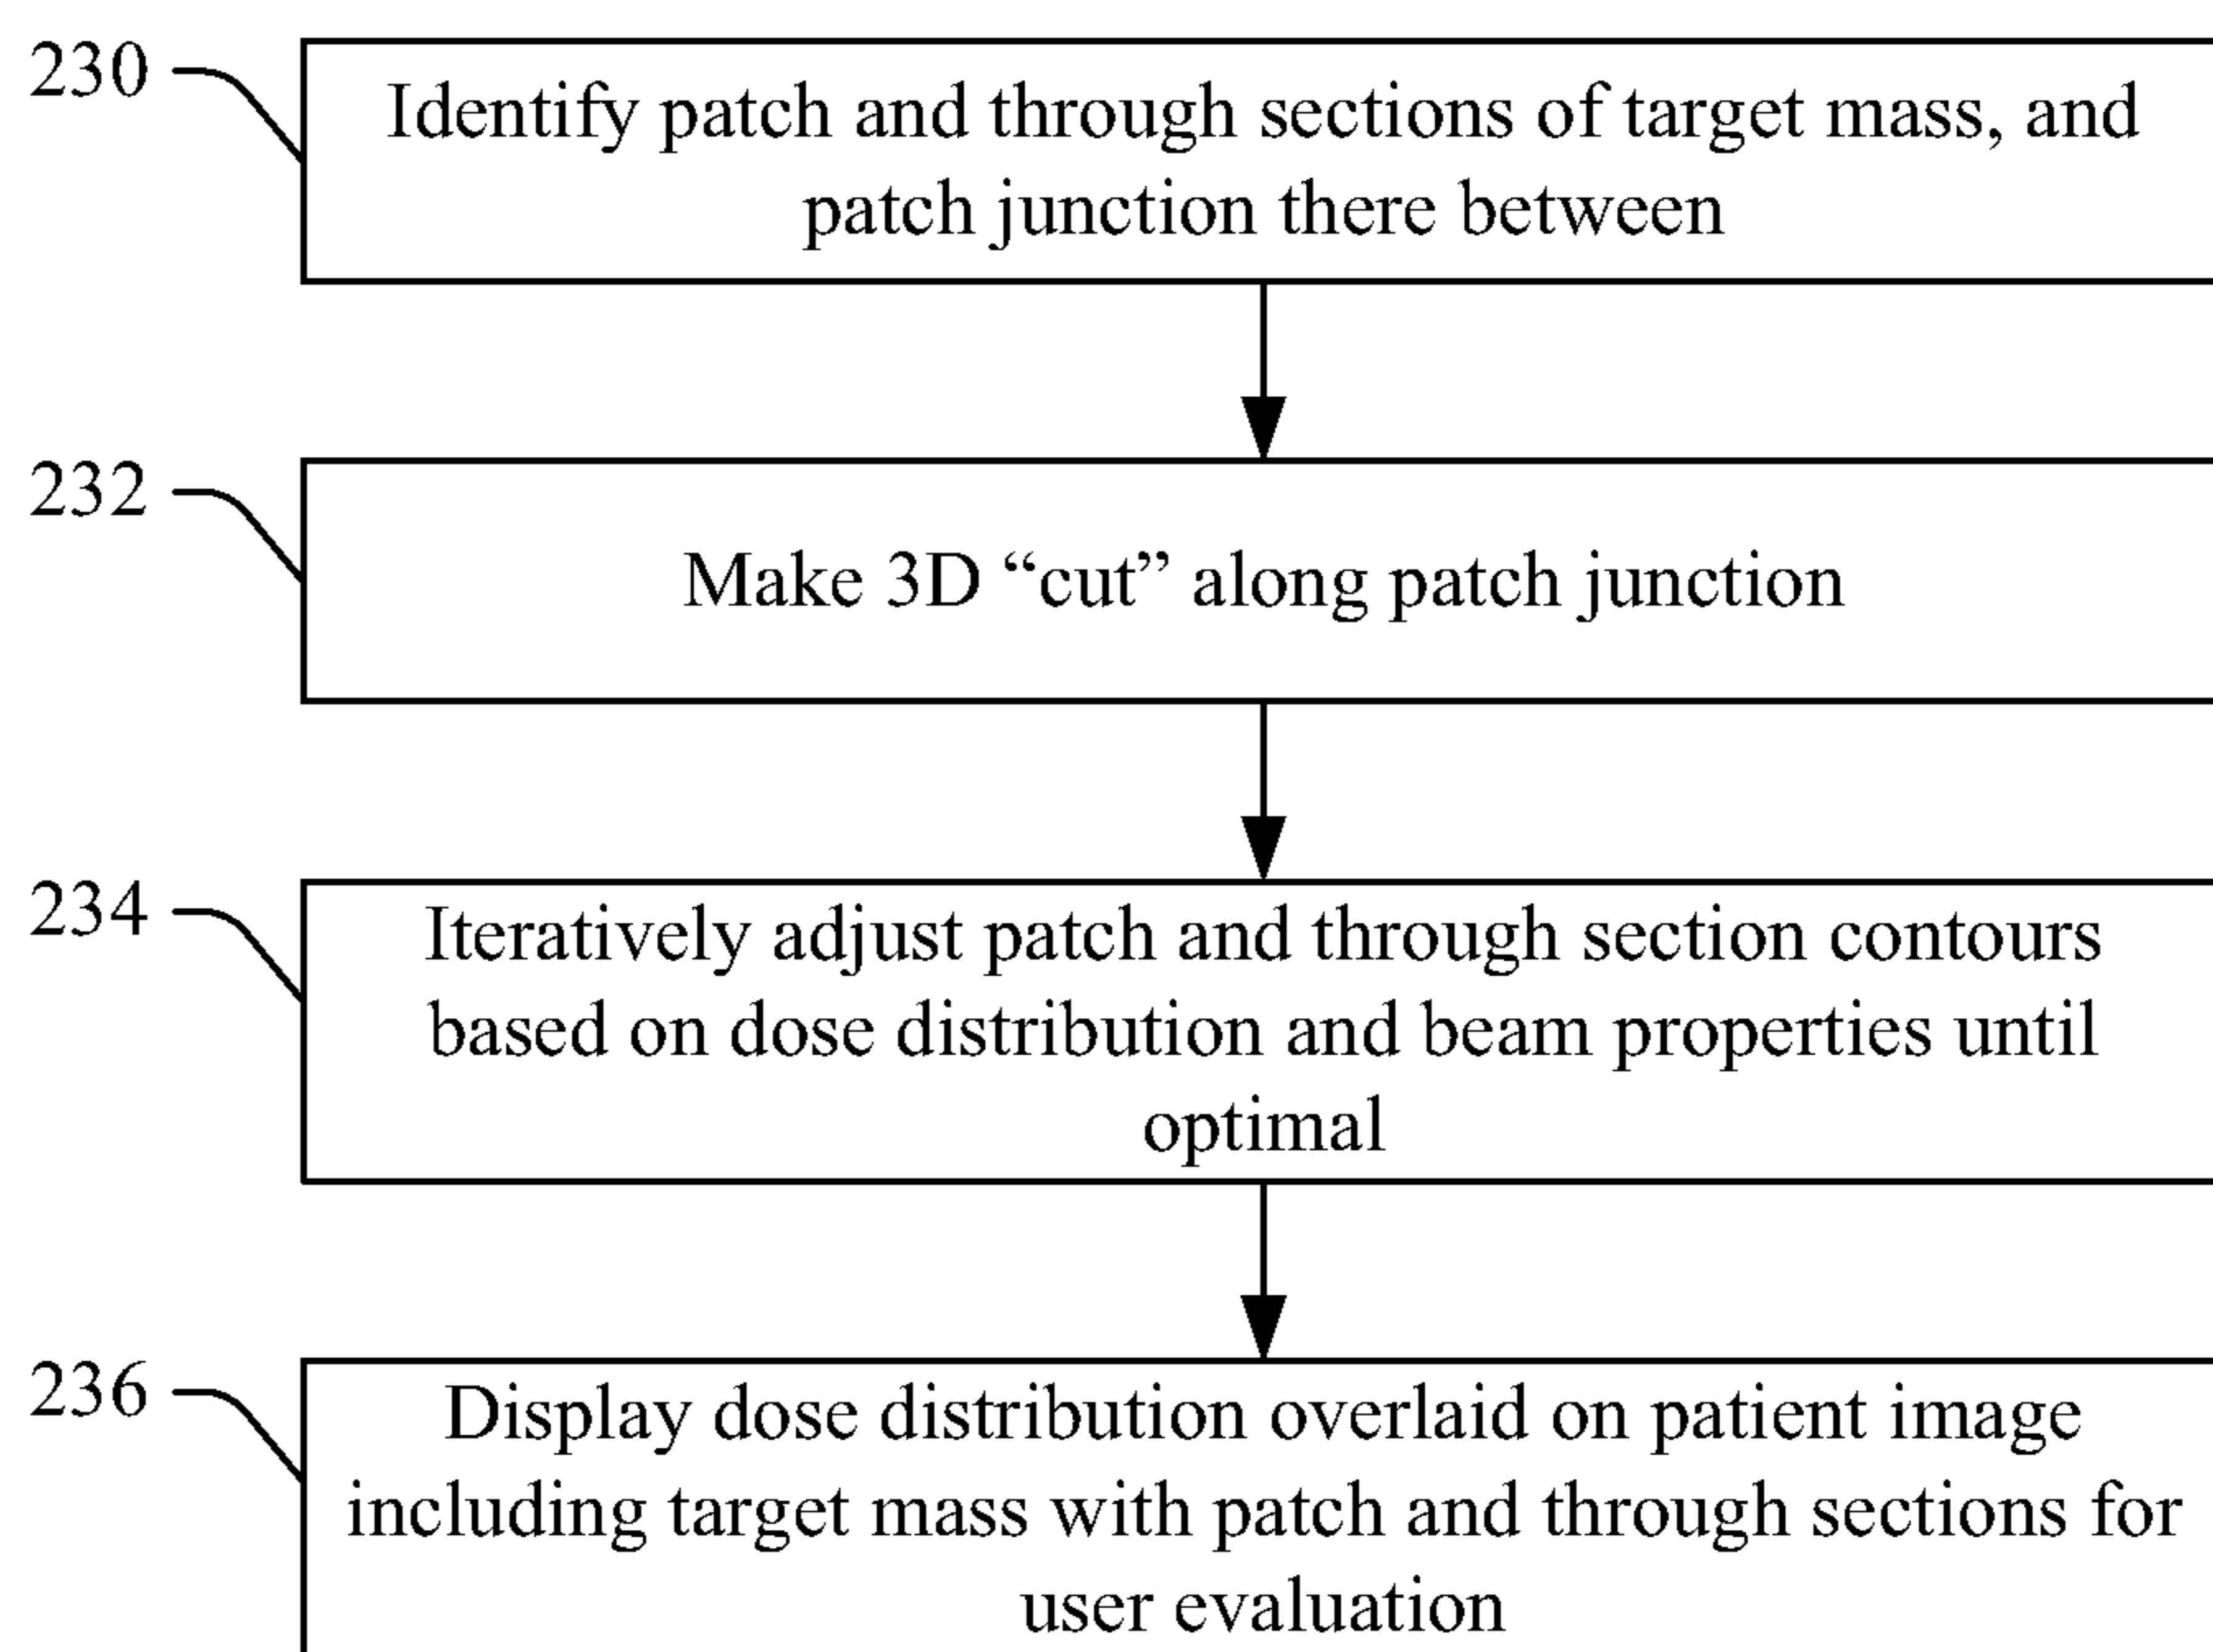 230
Identify patch and through sections of target mass, and
patch junction there between
232
Make 3D “cut” along patch junction
234
Iteratively adjust patch and through section contours
based on dose distribution and beam properties until
optimal
236
Display dose distribution overlaid on patient image
including target mass with patch and through sections for
user evaluation